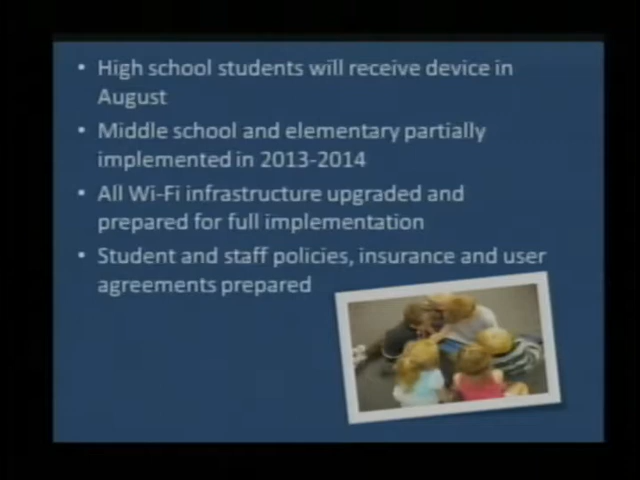 • High school students will receive device in
August
• Middle school and elementary partially
implemented in 2013-2014
• All Wi-Fi infrastructure upgraded and
prepared for full implementation
• Student and staff policies, insurance and user
agreements prepared